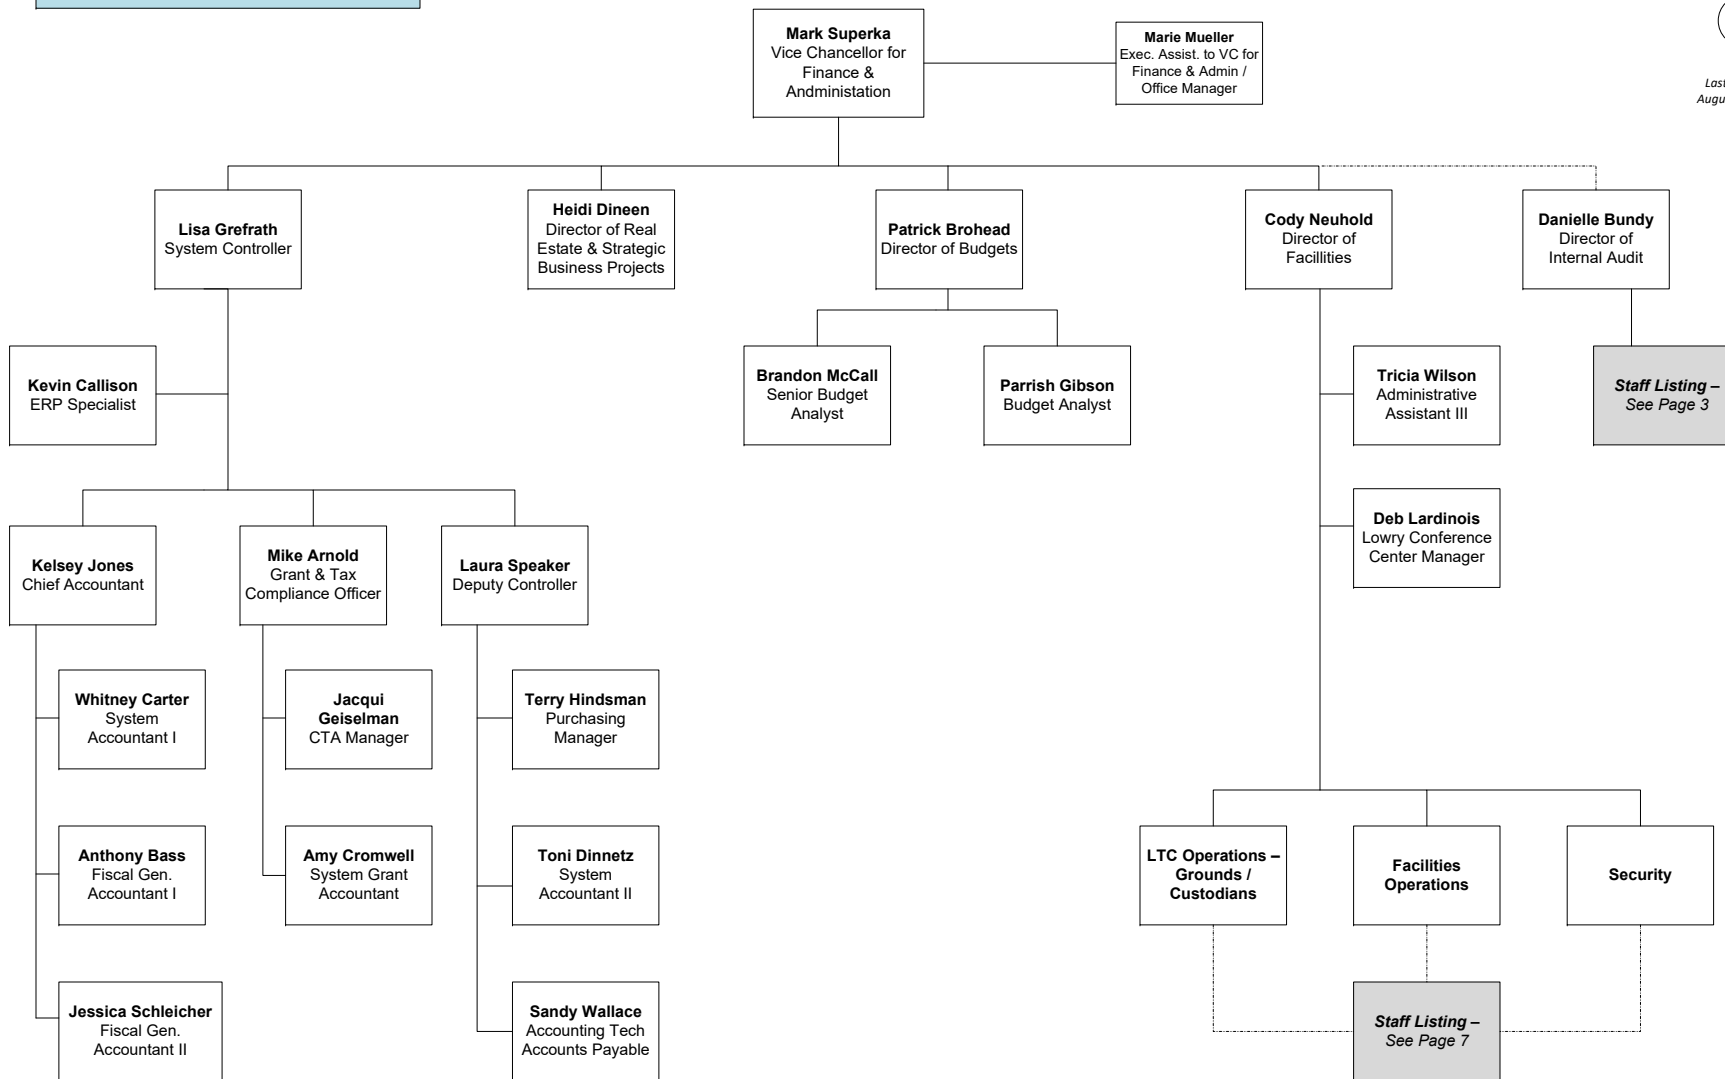 Mark Superka
Vice Chancellor for
Finance &
Andministation
Marie Mueller
Exec. Assist. to VC for
Finance & Admin /
Office Manager
Last
Augu
Lisa Grefrath
System Controller
Heidi Dineen
Director of Real
Estate & Strategic
Business Projects
Patrick Brohead
Director of Budgets
Cody Neuhold
Director of
Facillities
Danielle Bundy
Director of
Internal Audit
Kevin Callison
ERP Specialist
Brandon McCall
Senior Budget
Analyst
Parrish Gibson
Budget Analyst
Tricia Wilson
Administrative
Assistant III
Staff Listing –
See Page 3
Deb Lardinois
Lowry Conference
Center Manager
Kelsey Jones
Chief Accountant
Mike Arnold
Grant & Tax
Compliance Officer
Laura Speaker
Deputy Controller
Whitney Carter
System
Accountant I
Jacqui
Geiselman
CTA Manager
Terry Hindsman
Purchasing
Manager
Anthony Bass
Fiscal Gen.
Accountant I
Amy Cromwell
System Grant
Accountant
Toni Dinnetz
System
Accountant II
LTC Operations –
Grounds /
Custodians
Facilities
Operations
Security
Jessica Schleicher
Fiscal Gen.
Accountant II
Sandy Wallace
Accounting Tech
Accounts Payable
Staff Listing –
See Page 7